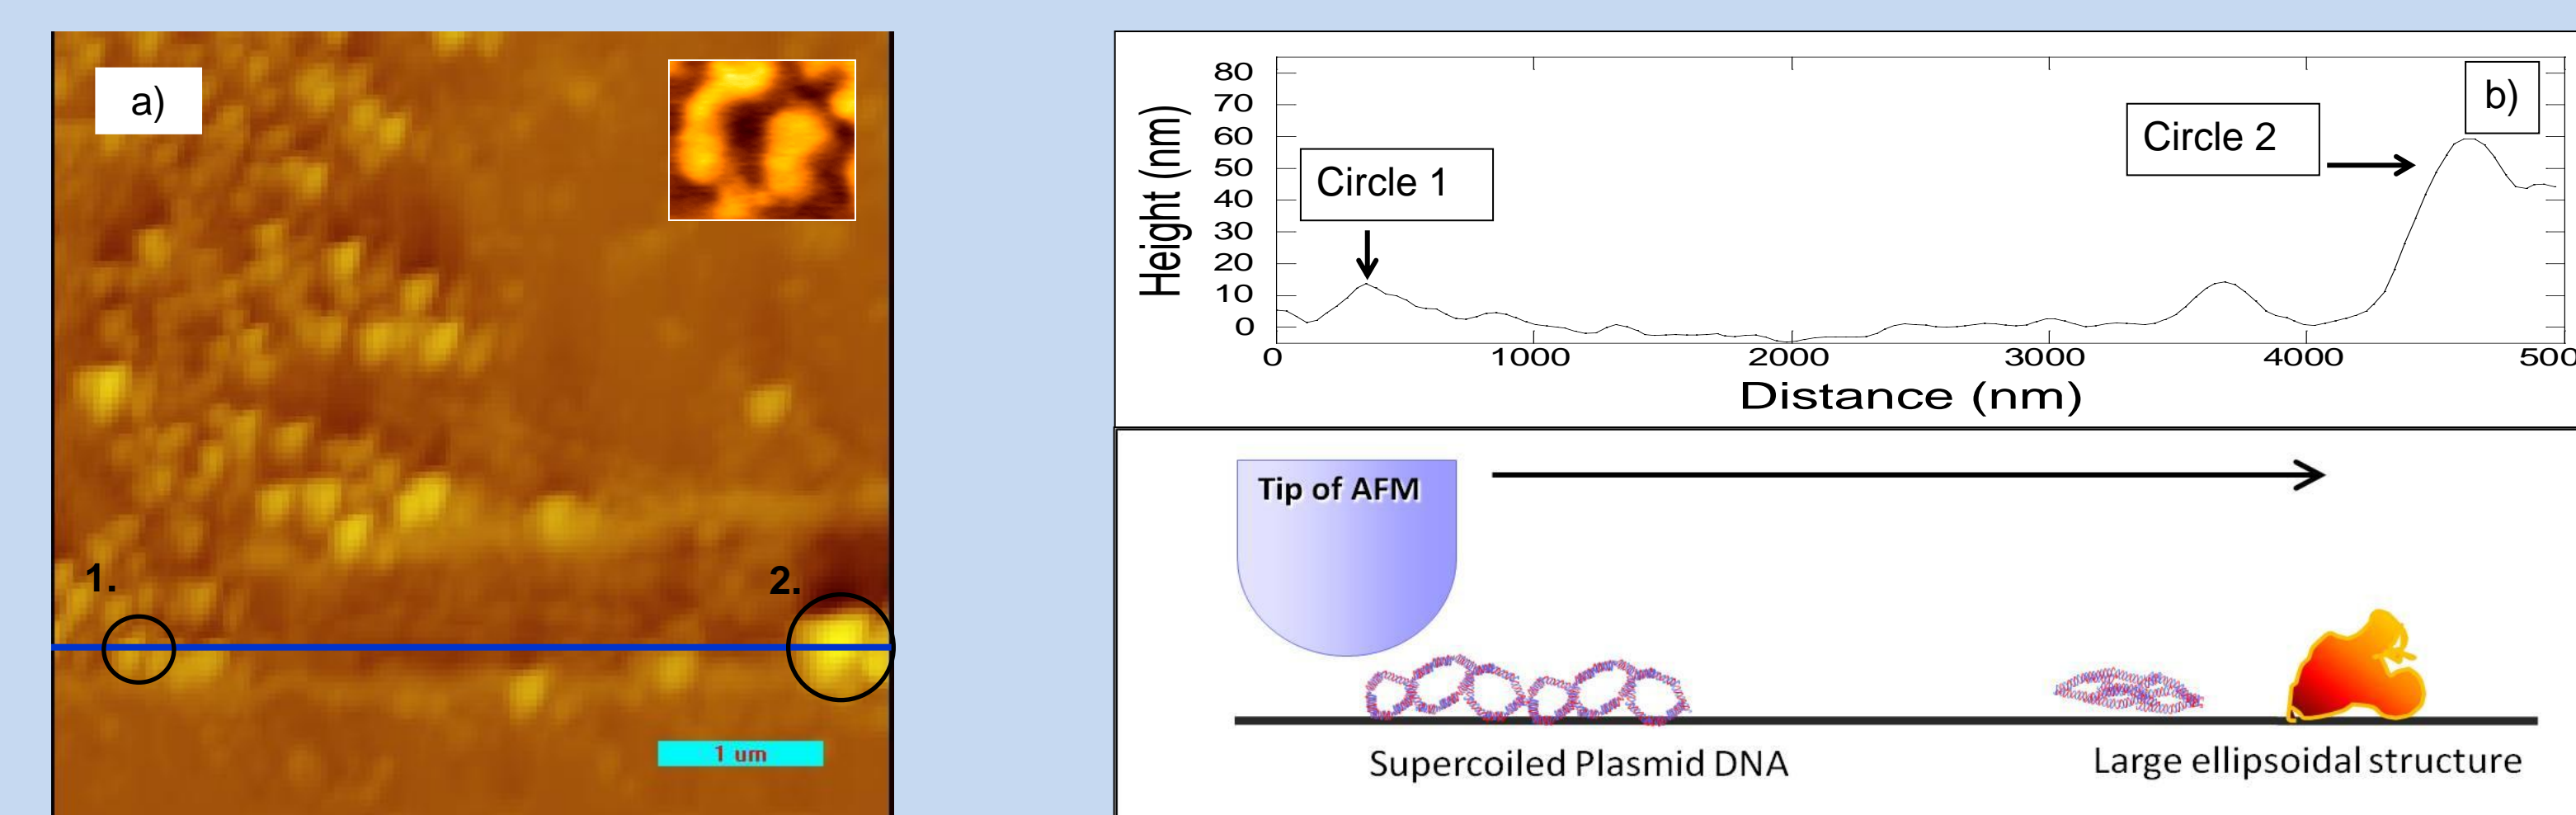 a)
1.
2.
1 um
b)
Circle 1
Circle 2
Height (nm)
80
70
60
50
40
30
20
10
0
0 1000 2000 3000 4000 500
Distance (nm)
Tip of AFM
Supercoiled Plasmid DNA
Large ellipsoidal structure